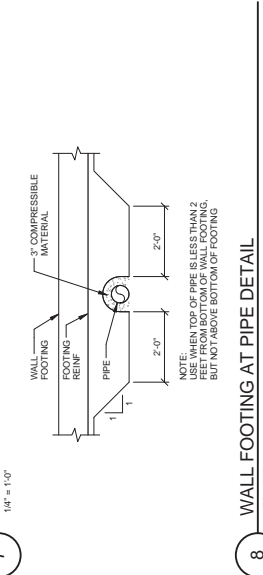 1/4" = 1'-0"
WALL
FOOTING
FOOTING
REINF
PIPE
3" COMPRESSIBLE
MATERIAL
1
1
2'-0"
2'-0"
NOTE:
USE WHEN TOP OF PIPE IS LESS THAN 2
FEET FROM BOTTOM OF WALL FOOTING,
BUT NOT ABOVE BOTTOM OF FOOTING
8
WALL FOOTING AT PIPE DETAIL